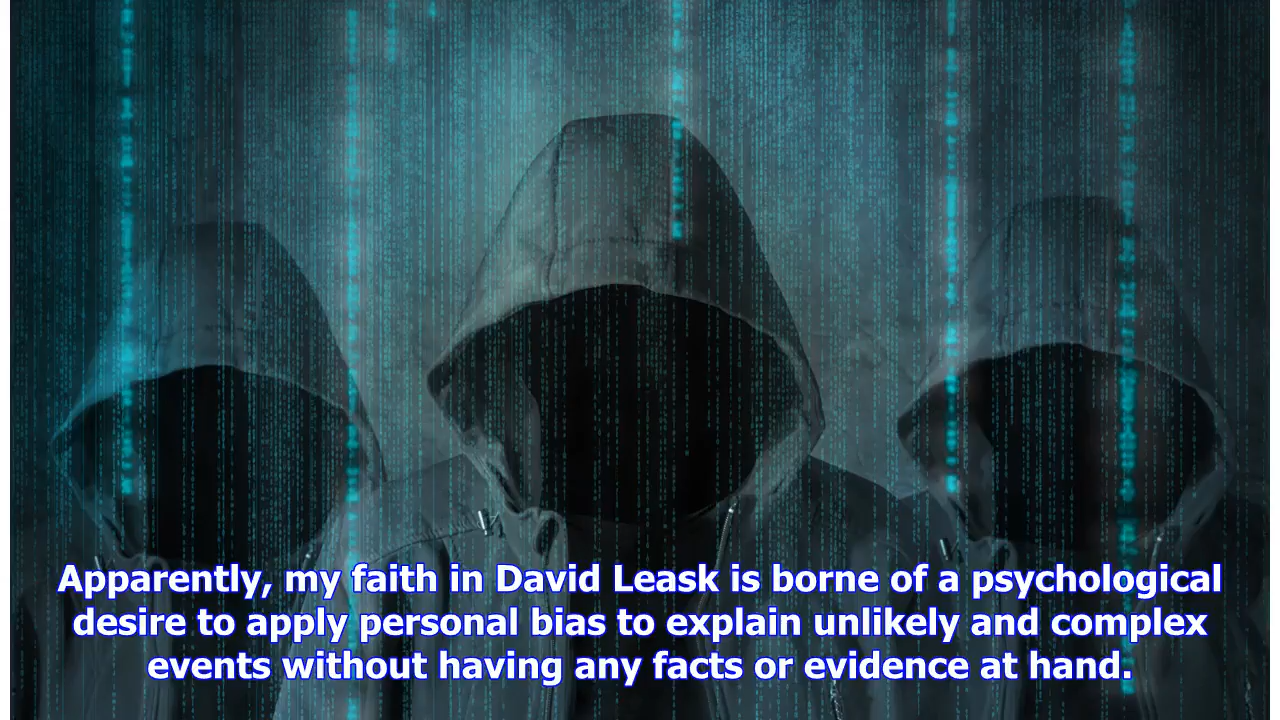 Apparently, my faith in David Leask is borne of a psychological
desire to apply personal bias to explain unlikely and complex
events without having any facts or evidence at hand.